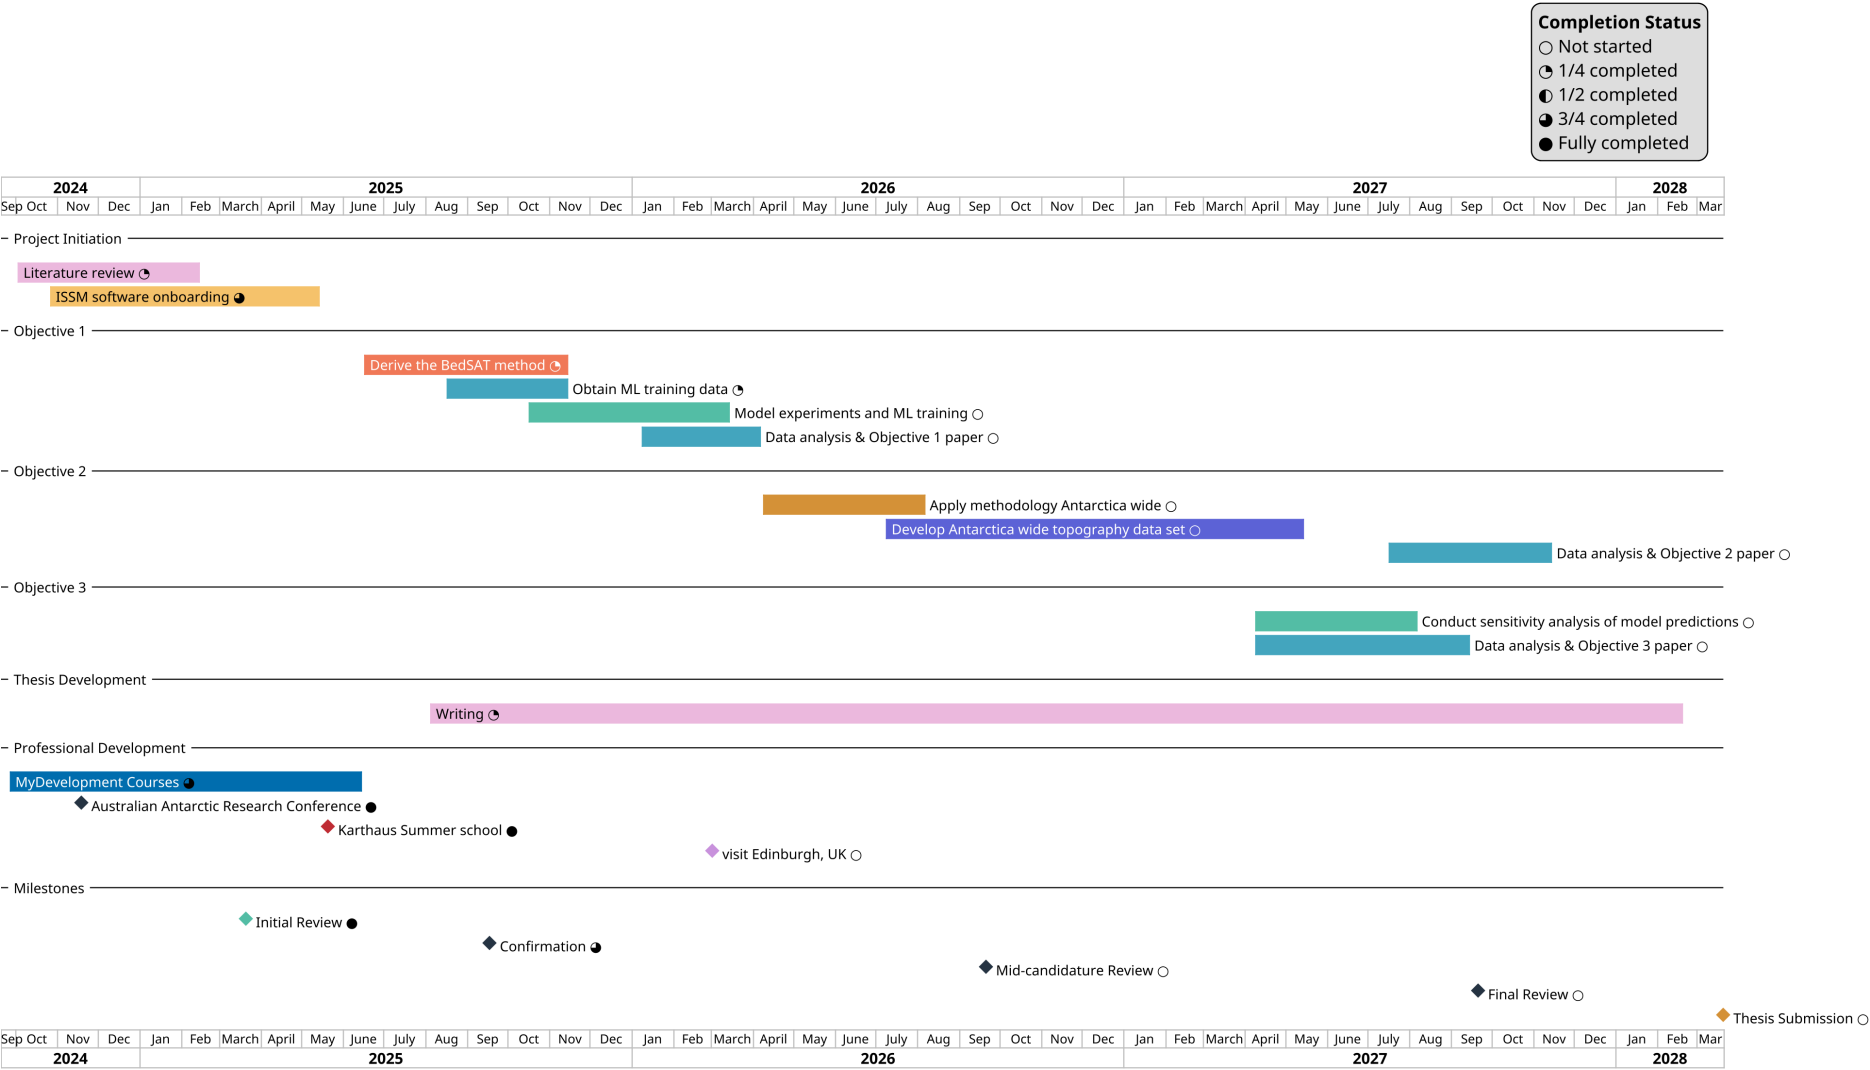 Completion Status
○ Not started
◔ 1/4 completed
◐ 1/2 completed
◕ 3/4 completed
● Fully completed
2024 2025 2026 2027 2028
Sep Oct Nov Dec Jan Feb March April May June July Aug Sep Oct Nov Dec Jan Feb March April May June July Aug Sep Oct Nov Dec Jan Feb March April May June July Aug Sep Oct Nov Dec Jan Feb Mar
Project Initiation
Literature review ◔
ISSM software onboarding ◕
Objective 1
Derive the BedSAT method ◔
Obtain ML training data ◔
Model experiments and ML training ○
Data analysis & Objective 1 paper ○
Objective 2
Apply methodology Antarctica wide ○
Develop Antarctica wide topography data set ○
Data analysis & Objective 2 paper ○
Objective 3
Conduct sensitivity analysis of model predictions ○
Data analysis & Objective 3 paper ○
Thesis Development
Writing ◔
Professional Development
MyDevelopment Courses ◕
Australian Antarctic Research Conference ●
Karthaus Summer school ●
visit Edinburgh, UK ○
Milestones
Initial Review ●
Confirmation ◕
Mid-candidature Review ○
Final Review ○
Thesis Submission ○
Sep Oct Nov Dec Jan Feb March April May June July Aug Sep Oct Nov Dec Jan Feb March April May June July Aug Sep Oct Nov Dec Jan Feb March April May June July Aug Sep Oct Nov Dec Jan Feb Mar
2024 2025 2026 2027 2028